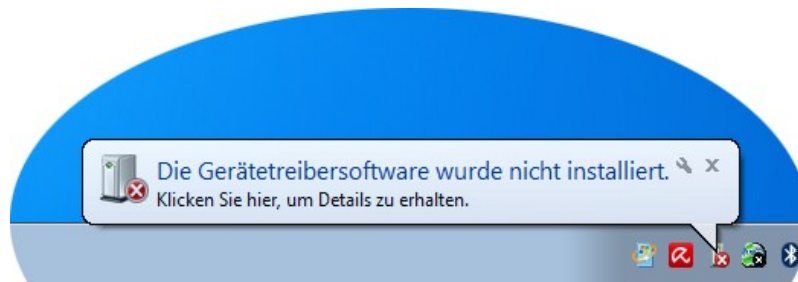 Die Gerätetreibersoftware wurde nicht installiert.
Klicken Sie hier, um Details zu erhalten.